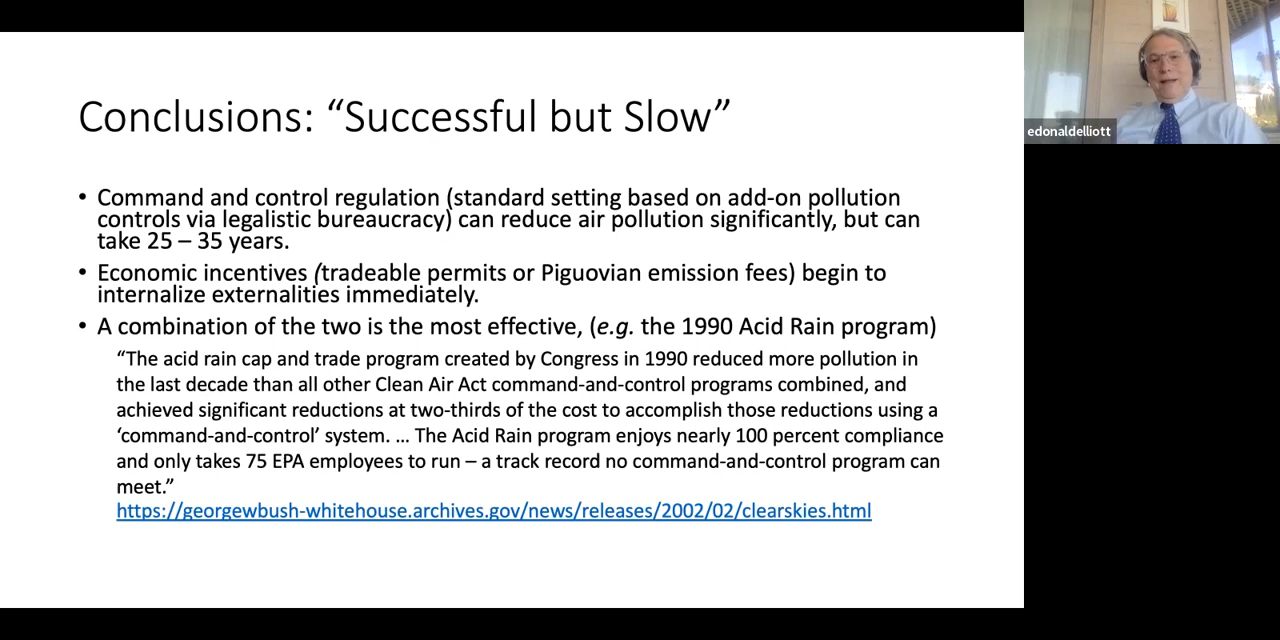 Conclusions: “Successful but Slow”
• Command and control regulation (standard setting based on add-on pollution
controls via legalistic bureaucracy) can reduce air pollution significantly, but can
take 25 – 35 years.
• Economic incentives (tradeable permits or Piguovian emission fees) begin to
internalize externalities immediately.
• A combination of the two is the most effective, (e.g. the 1990 Acid Rain program)
“The acid rain cap and trade program created by Congress in 1990 reduced more pollution in
the last decade than all other Clean Air Act command-and-control programs combined, and
achieved significant reductions at two-thirds of the cost to accomplish those reductions using a
‘command-and-control’ system. … The Acid Rain program enjoys nearly 100 percent compliance
and only takes 75 EPA employees to run – a track record no command-and-control program can
meet.”
https://georgewbush-whitehouse.archives.gov/news/releases/2002/02/clearskies.html
edonaldelliott